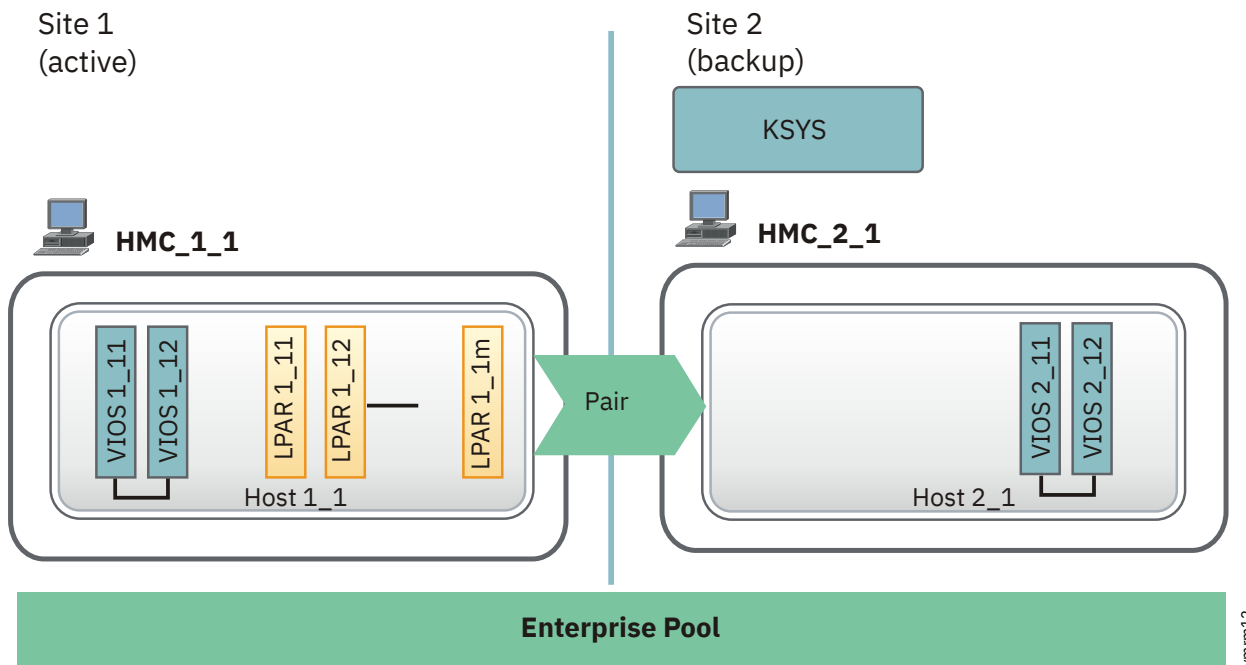 Site 1
(active)
Site 2
(backup)
KSYS
HMC_1_1
HMC_2_1
VIOS 1_11
VIOS 1_12
LPAR 1_11
LPAR 1_12
LPAR 1_1m
Host 1_1
Pair
VIOS 2_11
VIOS 2_12
Host 2_1
Enterprise Pool